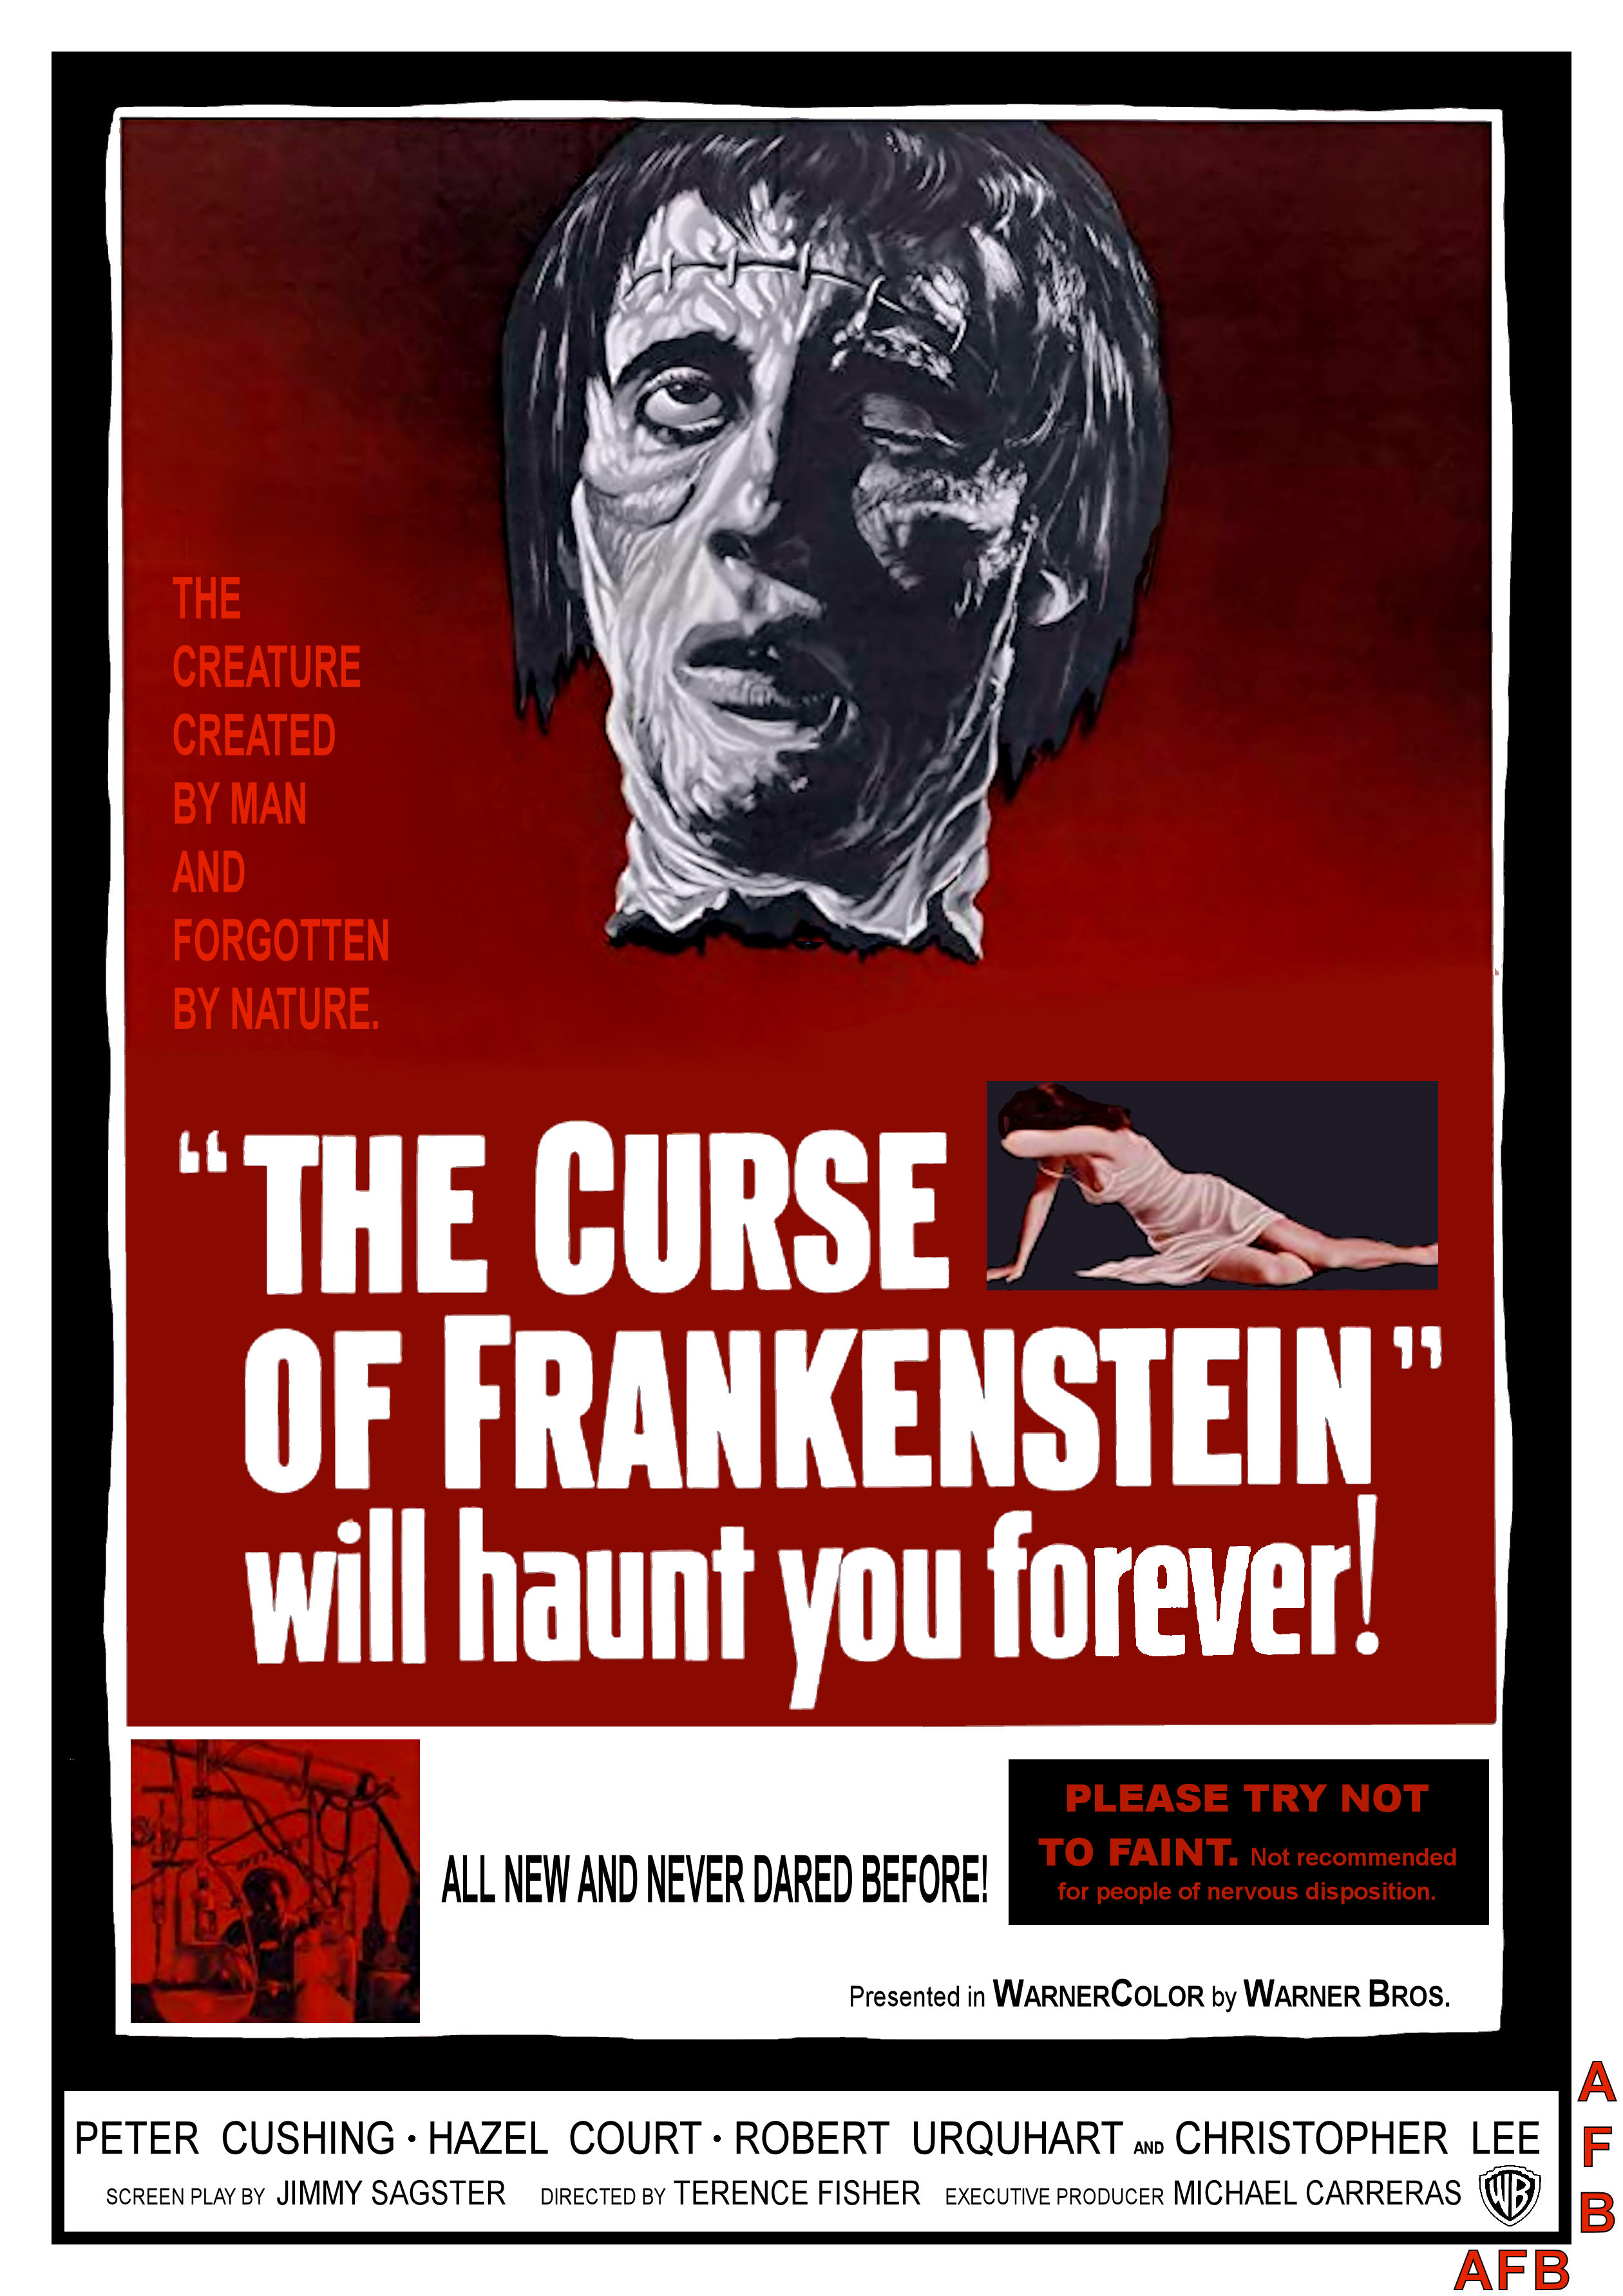 THE
CREATURE
CREATED
BY MAN
AND
FORGOTTEN
BY NATURE.
“THE CURSE
OF FRANKENSTEIN”
will haunt you forever!
ALL NEW AND NEVER DARED BEFORE!
PLEASE TRY NOT
TO FAINT. Not recommended
for people of nervous disposition.
Presented in WARNERCOLOR by WARNER BROS.
PETER CUSHING • HAZEL COURT • ROBERT URQUHART AND CHRISTOPHER LEE
SCREEN PLAY BY JIMMY SAGSTER DIRECTED BY TERENCE FISHER EXECUTIVE PRODUCER MICHAEL CARRERAS
WB
A
F
B
AFB